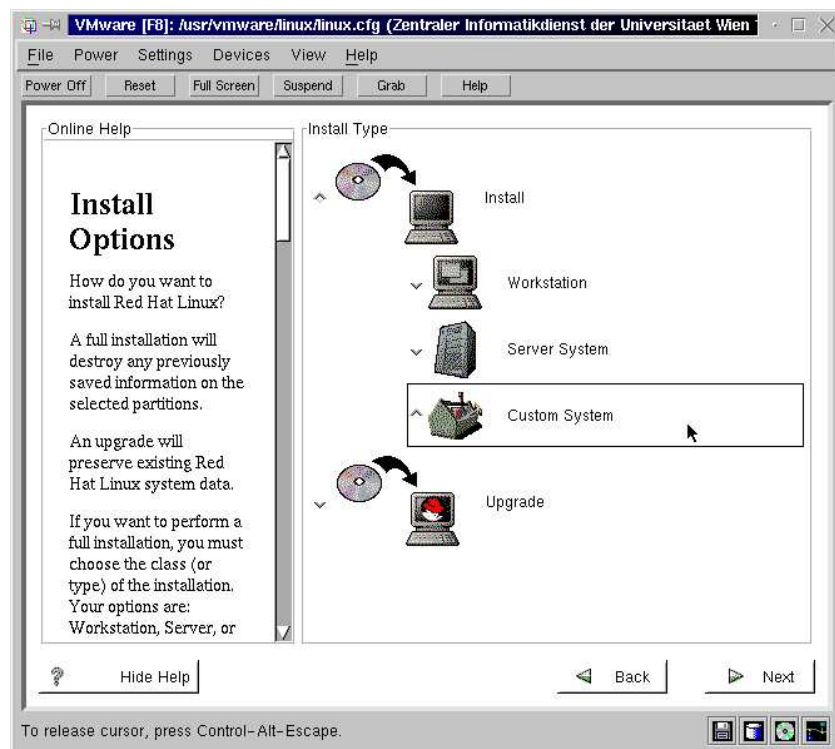 VMware [F8]: /usr/vmware/linux/linux.cfg (Zentraler Informatikdienst der Universitaet Wien
File Power Settings Devices View Help
Power Off Reset Full Screen Suspend Grab Help
Online Help
Install
Options
How do you want to
install Red Hat Linux?
A full installation will
destroy any previously
saved information on the
selected partitions.
An upgrade will
preserve existing Red
Hat Linux system data.
If you want to perform a
full installation, you must
choose the class (or
type) of the installation.
Your options are:
Workstation, Server, or
Install Type
Install
Workstation
Server System
Custom System
Upgrade
? Hide Help
Back
Next
To release cursor, press Control-Alt-Escape.